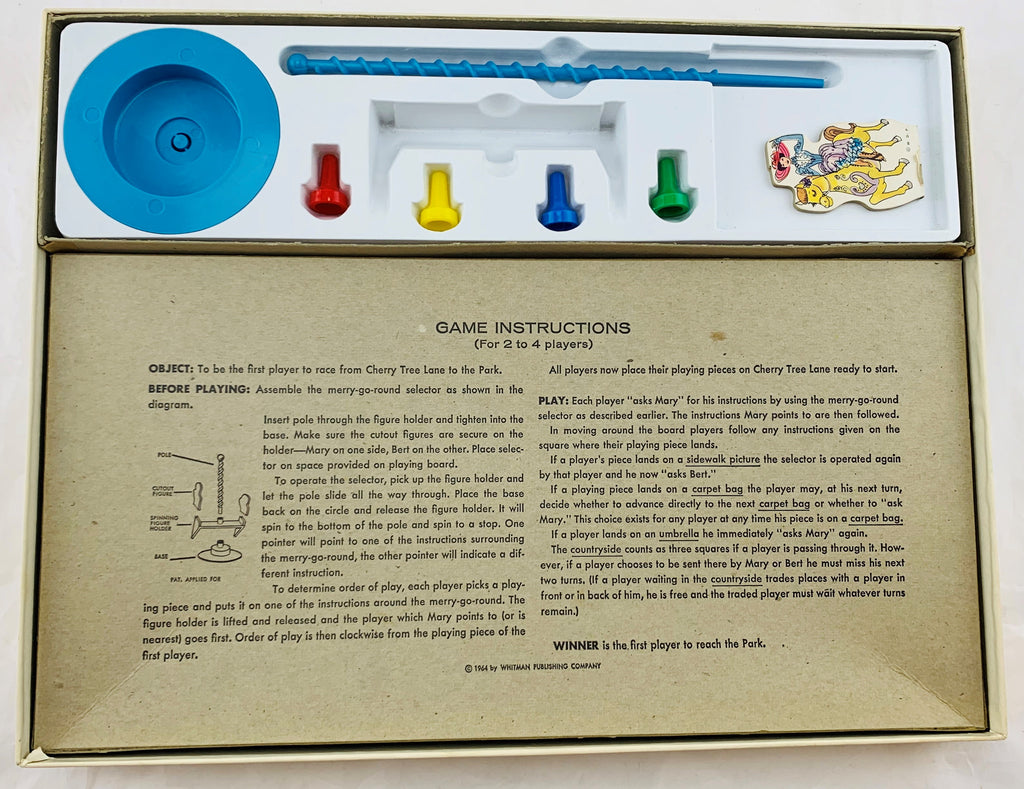 GAME INSTRUCTIONS
(For 2 to 4 players)
OBJECT: To be the first player to race from Cherry Tree Lane to the Park.
BEFORE PLAYING: Assemble the merry-go-round selector as shown in the
diagram.
Insert pole through the figure holder and tighten into the
base. Make sure the cutout figures are secure on the
holder—Mary on one side, Bert on the other. Place selec-
tor on space provided on playing board.
To operate the selector, pick up the figure holder and
let the pole slide all the way through. Place the base
back on the circle and release the figure holder. It will
spin to the bottom of the pole and spin to a stop. One
pointer will point to one of the instructions surrounding
the merry-go-round, the other pointer will indicate a dif-
ferent instruction.
To determine order of play, each player picks a play-
ing piece and puts it on one of the instructions around the merry-go-round. The
figure holder is lifted and released and the player which Mary points to (or is
nearest) goes first. Order of play is then clockwise from the playing piece of the
first player.
POLE
CUTOUT
FIGURE
SPINNING
FIGURE
HOLDER
BASE
PAT. APPLIED FOR
All players now place their playing pieces on Cherry Tree Lane ready to start.
PLAY: Each player "asks Mary" for his instructions by using the merry-go-round
selector as described earlier. The instructions Mary points to are then followed.
In moving around the board players follow any instructions given on the
square where their playing piece lands.
If a player's piece lands on a sidewalk picture the selector is operated again
by that player and he now "asks Bert."
If a playing piece lands on a carpet bag the player may, at his next turn,
decide whether to advance directly to the next carpet bag or whether to "ask
Mary." This choice exists for any player at any time his piece is on a carpet bag.
If a player lands on an umbrella he immediately "asks Mary" again.
The countryside counts as three squares if a player is passing through it. How-
ever, if a player chooses to be sent there by Mary or Bert he must miss his next
two turns. (If a player waiting in the countryside trades places with a player in
front or in back of him, he is free and the traded player must wait whatever turns
remain.)
WINNER is the first player to reach the Park.
© 1964 by WHITMAN PUBLISHING COMPANY